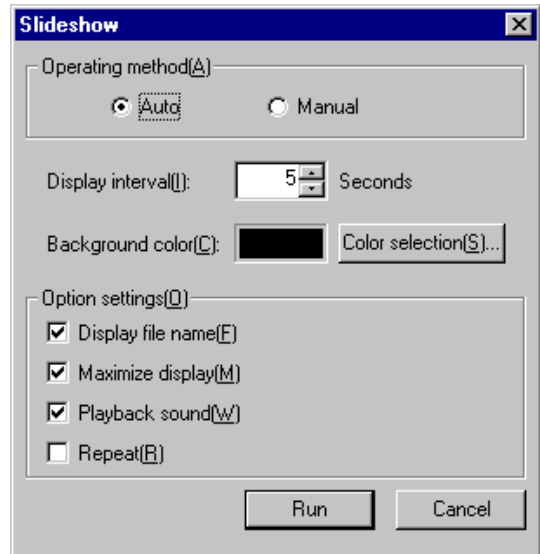 Slideshow
Operating method(A)
Auto Manual
Display interval(I): 5 Seconds
Background color(C): Color selection(S)...
Option settings(O)
Display file name(F)
Maximize display(M)
Playback sound(W)
Repeat(R)
Run Cancel